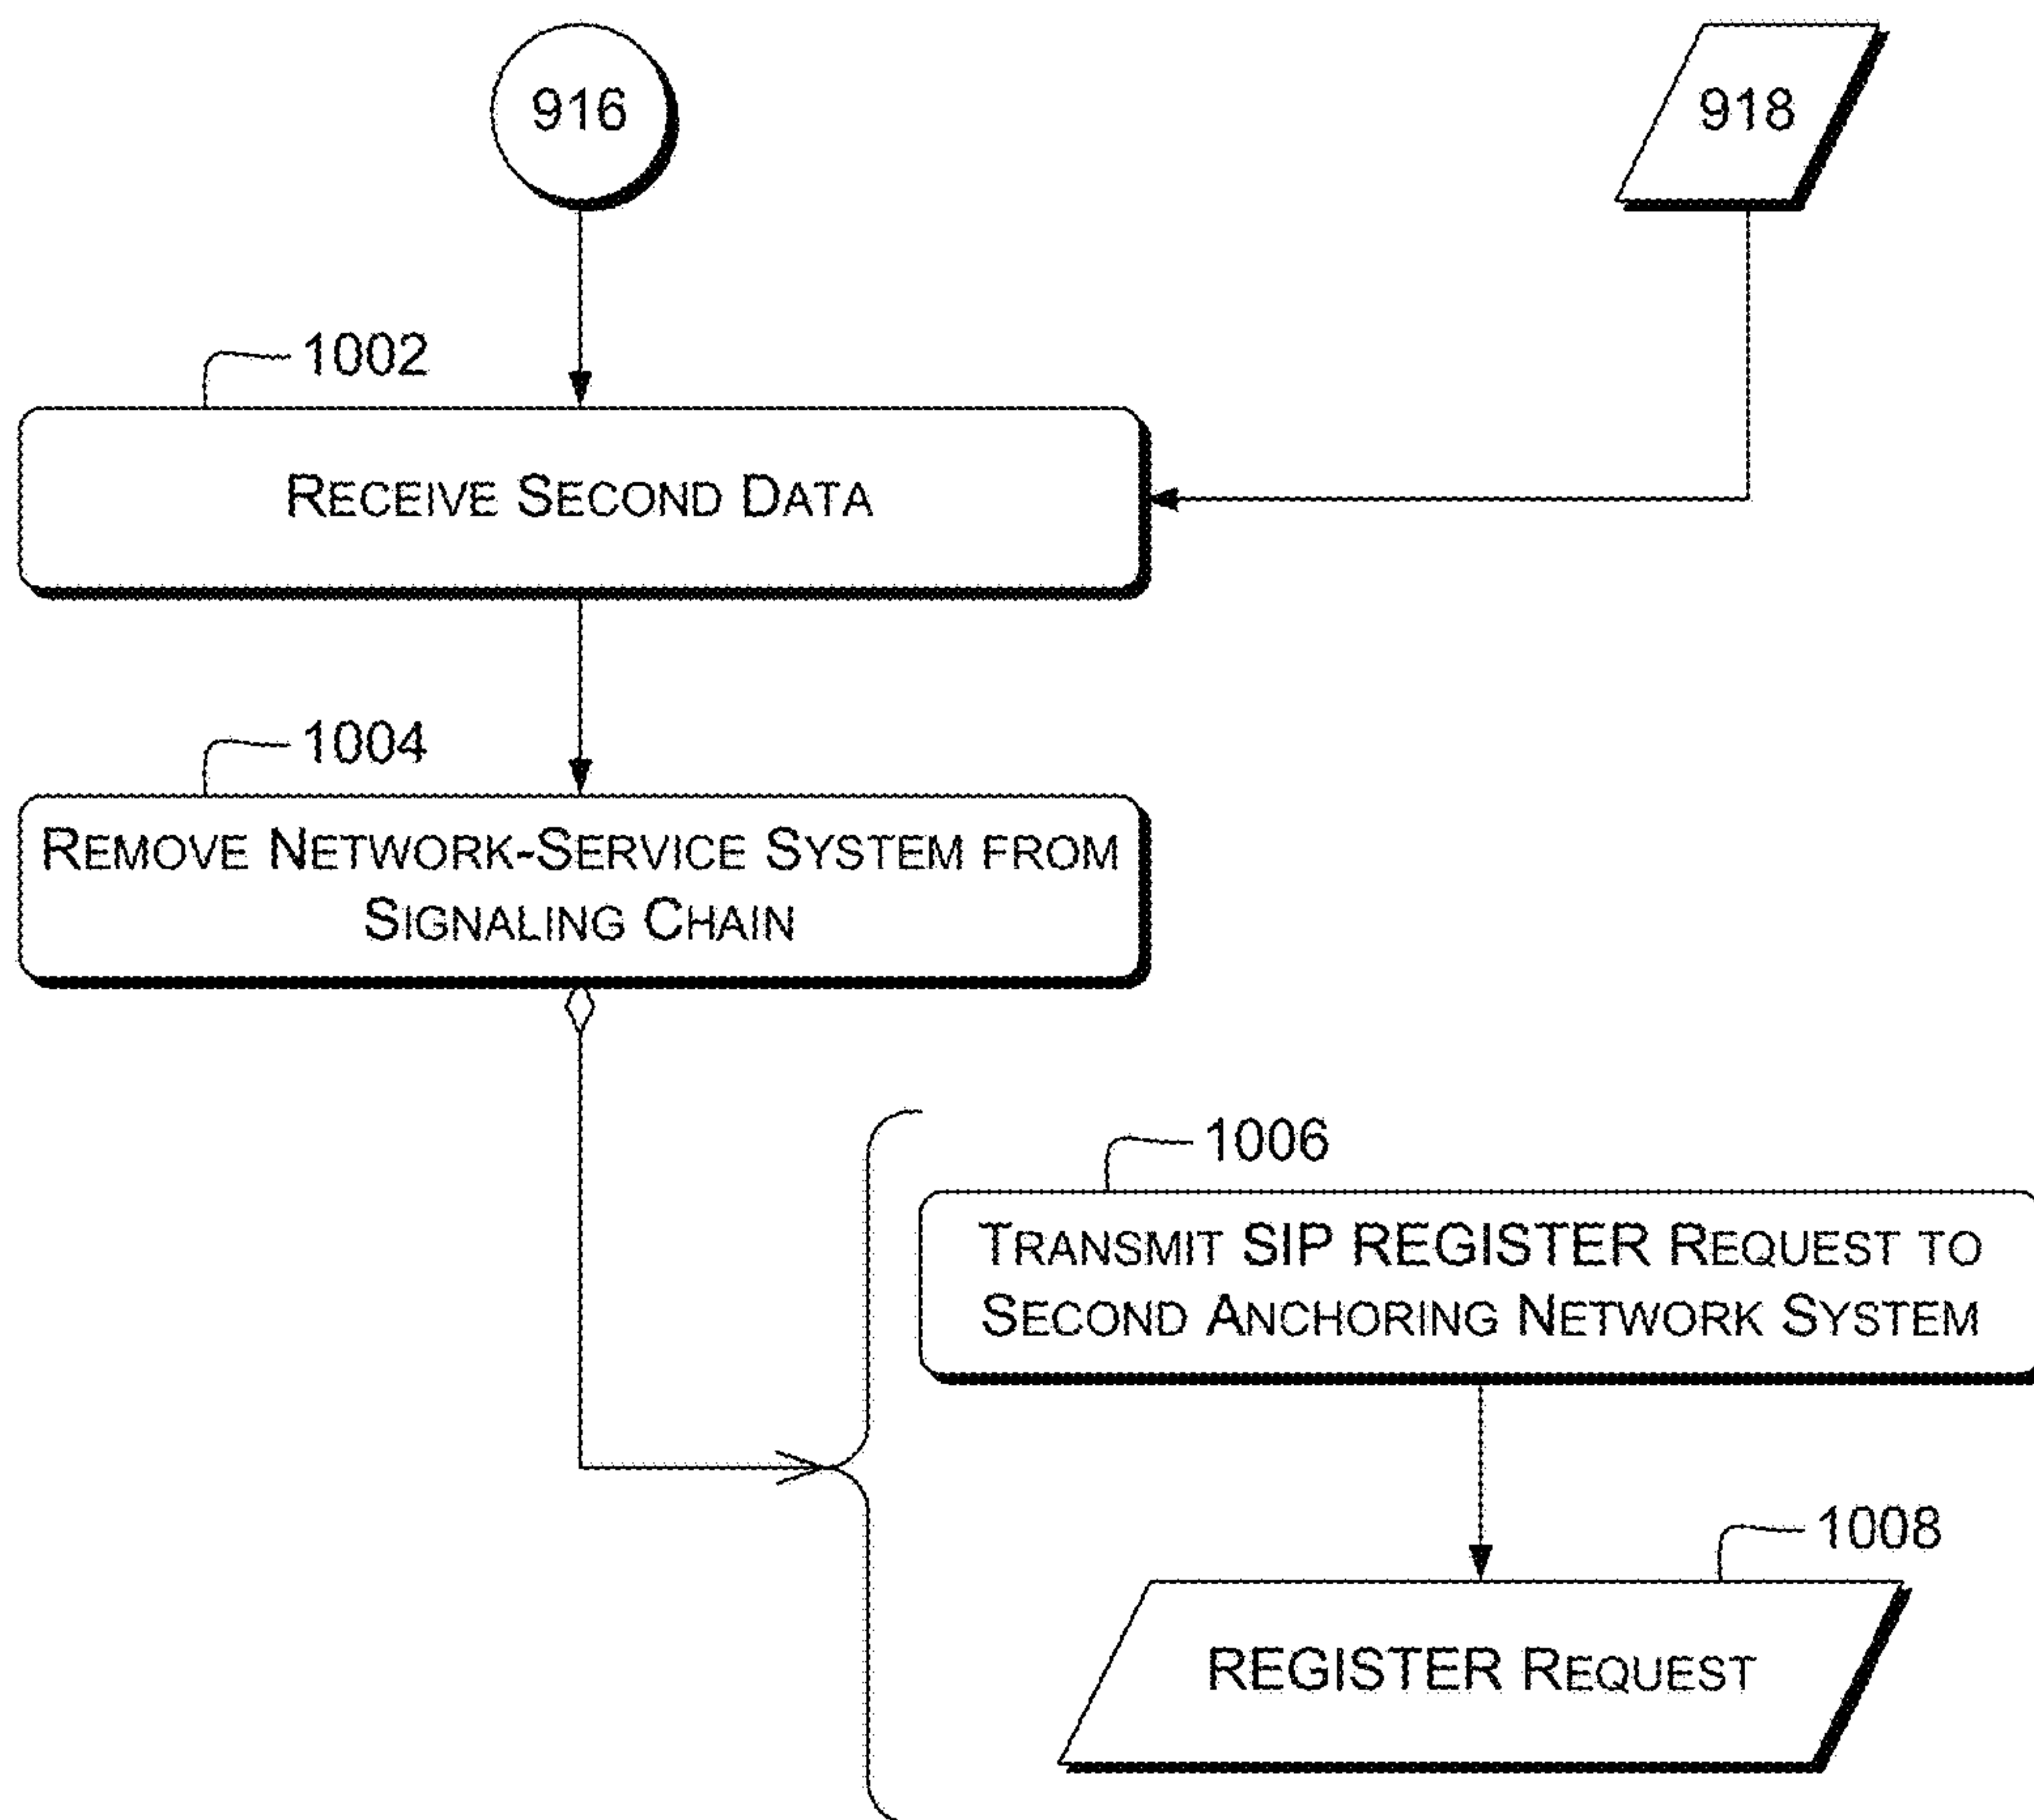 916
918
1002
RECEIVE SECOND DATA
1004
REMOVE NETWORK-SERVICE SYSTEM FROM
SIGNALING CHAIN
1006
TRANSMIT SIP REGISTER REQUEST TO
SECOND ANCHORING NETWORK SYSTEM
1008
REGISTER REQUEST